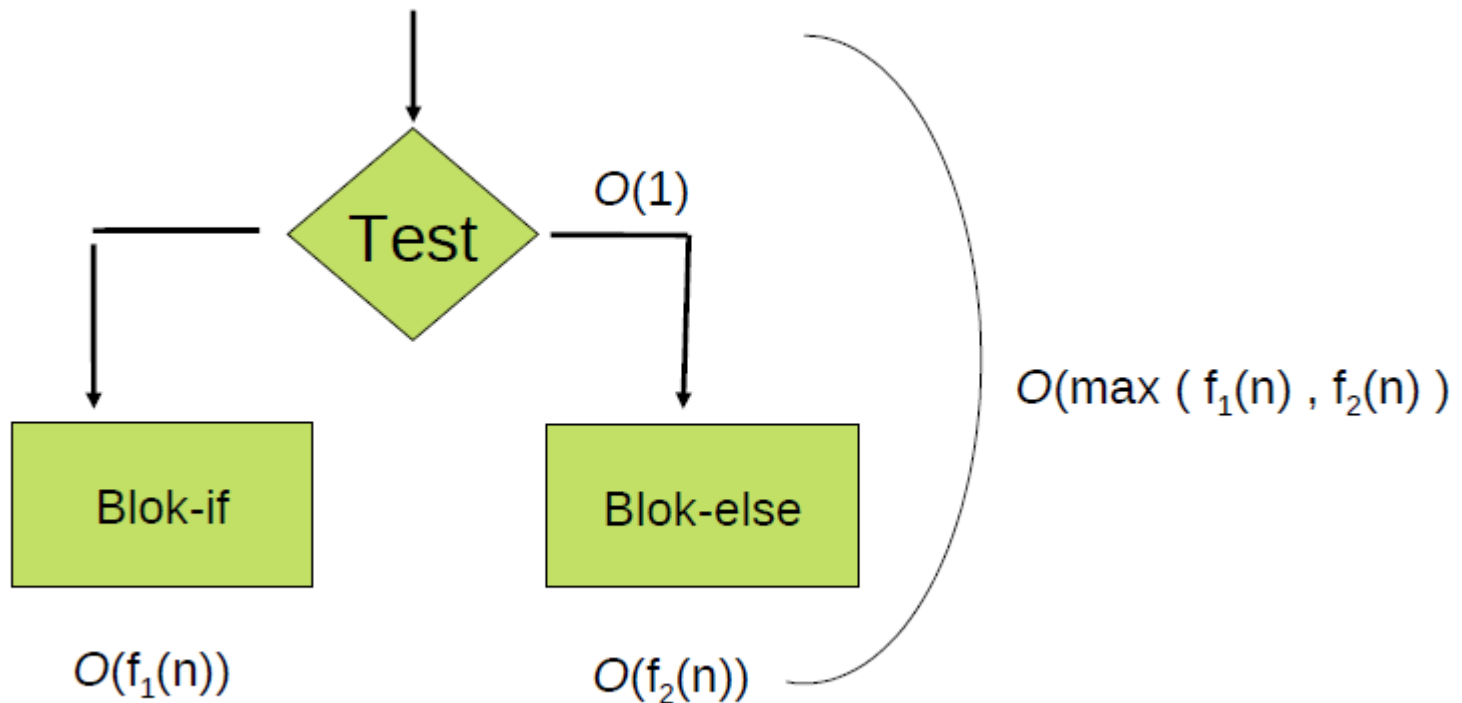 O(1)
Test
O(max ( f₁(n) , f₂(n) )
Blok-if
Blok-else
O(f₁(n))
O(f₂(n))